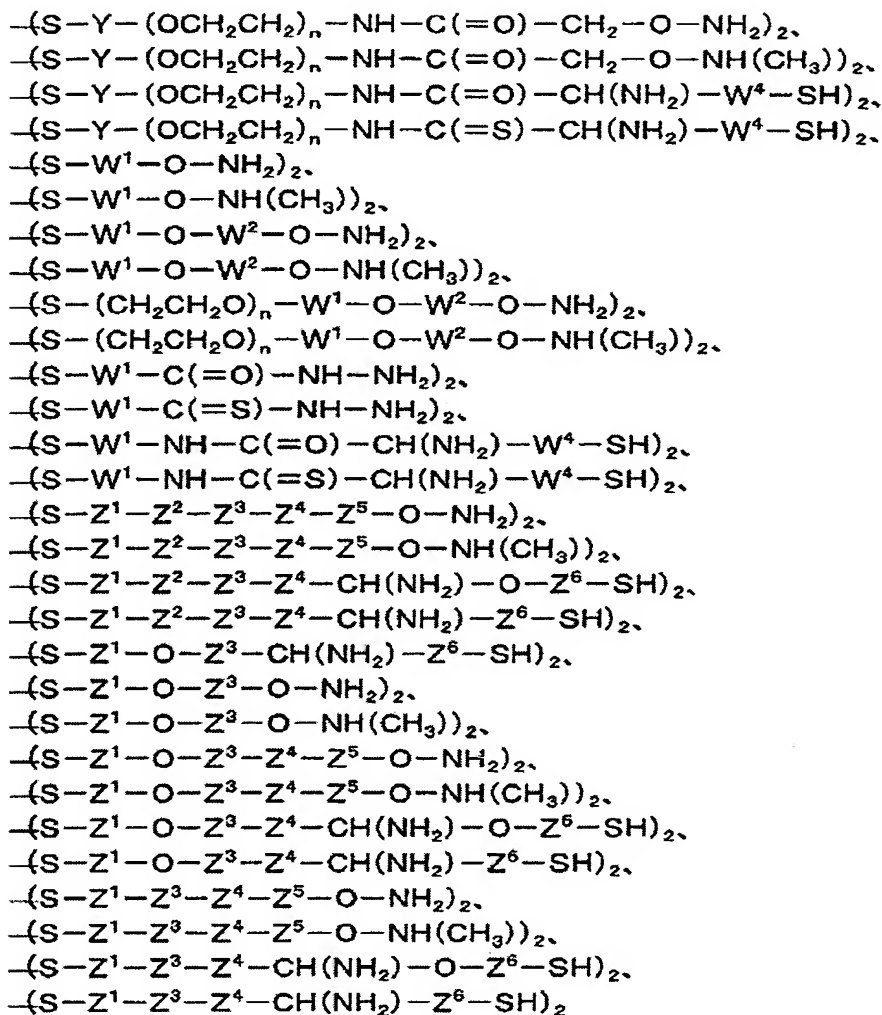 —(S—Y—(OCH₂CH₂)ₙ—NH—C(=O)—CH₂—O—NH₂)₂、
—(S—Y—(OCH₂CH₂)ₙ—NH—C(=O)—CH₂—O—NH(CH₃))₂、
—(S—Y—(OCH₂CH₂)ₙ—NH—C(=O)—CH(NH₂)—W⁴—SH)₂、
—(S—Y—(OCH₂CH₂)ₙ—NH—C(=S)—CH(NH₂)—W⁴—SH)₂、
—(S—W¹—O—NH₂)₂、
—(S—W¹—O—NH(CH₃))₂、
—(S—W¹—O—W²—O—NH₂)₂、
—(S—W¹—O—W²—O—NH(CH₃))₂、
—(S—(CH₂CH₂O)ₙ—W¹—O—W²—O—NH₂)₂、
—(S—(CH₂CH₂O)ₙ—W¹—O—W²—O—NH(CH₃))₂、
—(S—W¹—C(=O)—NH—NH₂)₂、
—(S—W¹—C(=S)—NH—NH₂)₂、
—(S—W¹—NH—C(=O)—CH(NH₂)—W⁴—SH)₂、
—(S—W¹—NH—C(=S)—CH(NH₂)—W⁴—SH)₂、
—(S—Z¹—Z²—Z³—Z⁴—Z⁵—O—NH₂)₂、
—(S—Z¹—Z²—Z³—Z⁴—Z⁵—O—NH(CH₃))₂、
—(S—Z¹—Z²—Z³—Z⁴—CH(NH₂)—O—Z⁶—SH)₂、
—(S—Z¹—Z²—Z³—Z⁴—CH(NH₂)—Z⁶—SH)₂、
—(S—Z¹—O—Z³—CH(NH₂)—Z⁶—SH)₂、
—(S—Z¹—O—Z³—O—NH₂)₂、
—(S—Z¹—O—Z³—O—NH(CH₃))₂、
—(S—Z¹—O—Z³—Z⁴—Z⁵—O—NH₂)₂、
—(S—Z¹—O—Z³—Z⁴—Z⁵—O—NH(CH₃))₂、
—(S—Z¹—O—Z³—Z⁴—CH(NH₂)—O—Z⁶—SH)₂、
—(S—Z¹—O—Z³—Z⁴—CH(NH₂)—Z⁶—SH)₂、
—(S—Z¹—Z³—Z⁴—Z⁵—O—NH₂)₂、
—(S—Z¹—Z³—Z⁴—Z⁵—O—NH(CH₃))₂、
—(S—Z¹—Z³—Z⁴—CH(NH₂)—O—Z⁶—SH)₂、
—(S—Z¹—Z³—Z⁴—CH(NH₂)—Z⁶—SH)₂